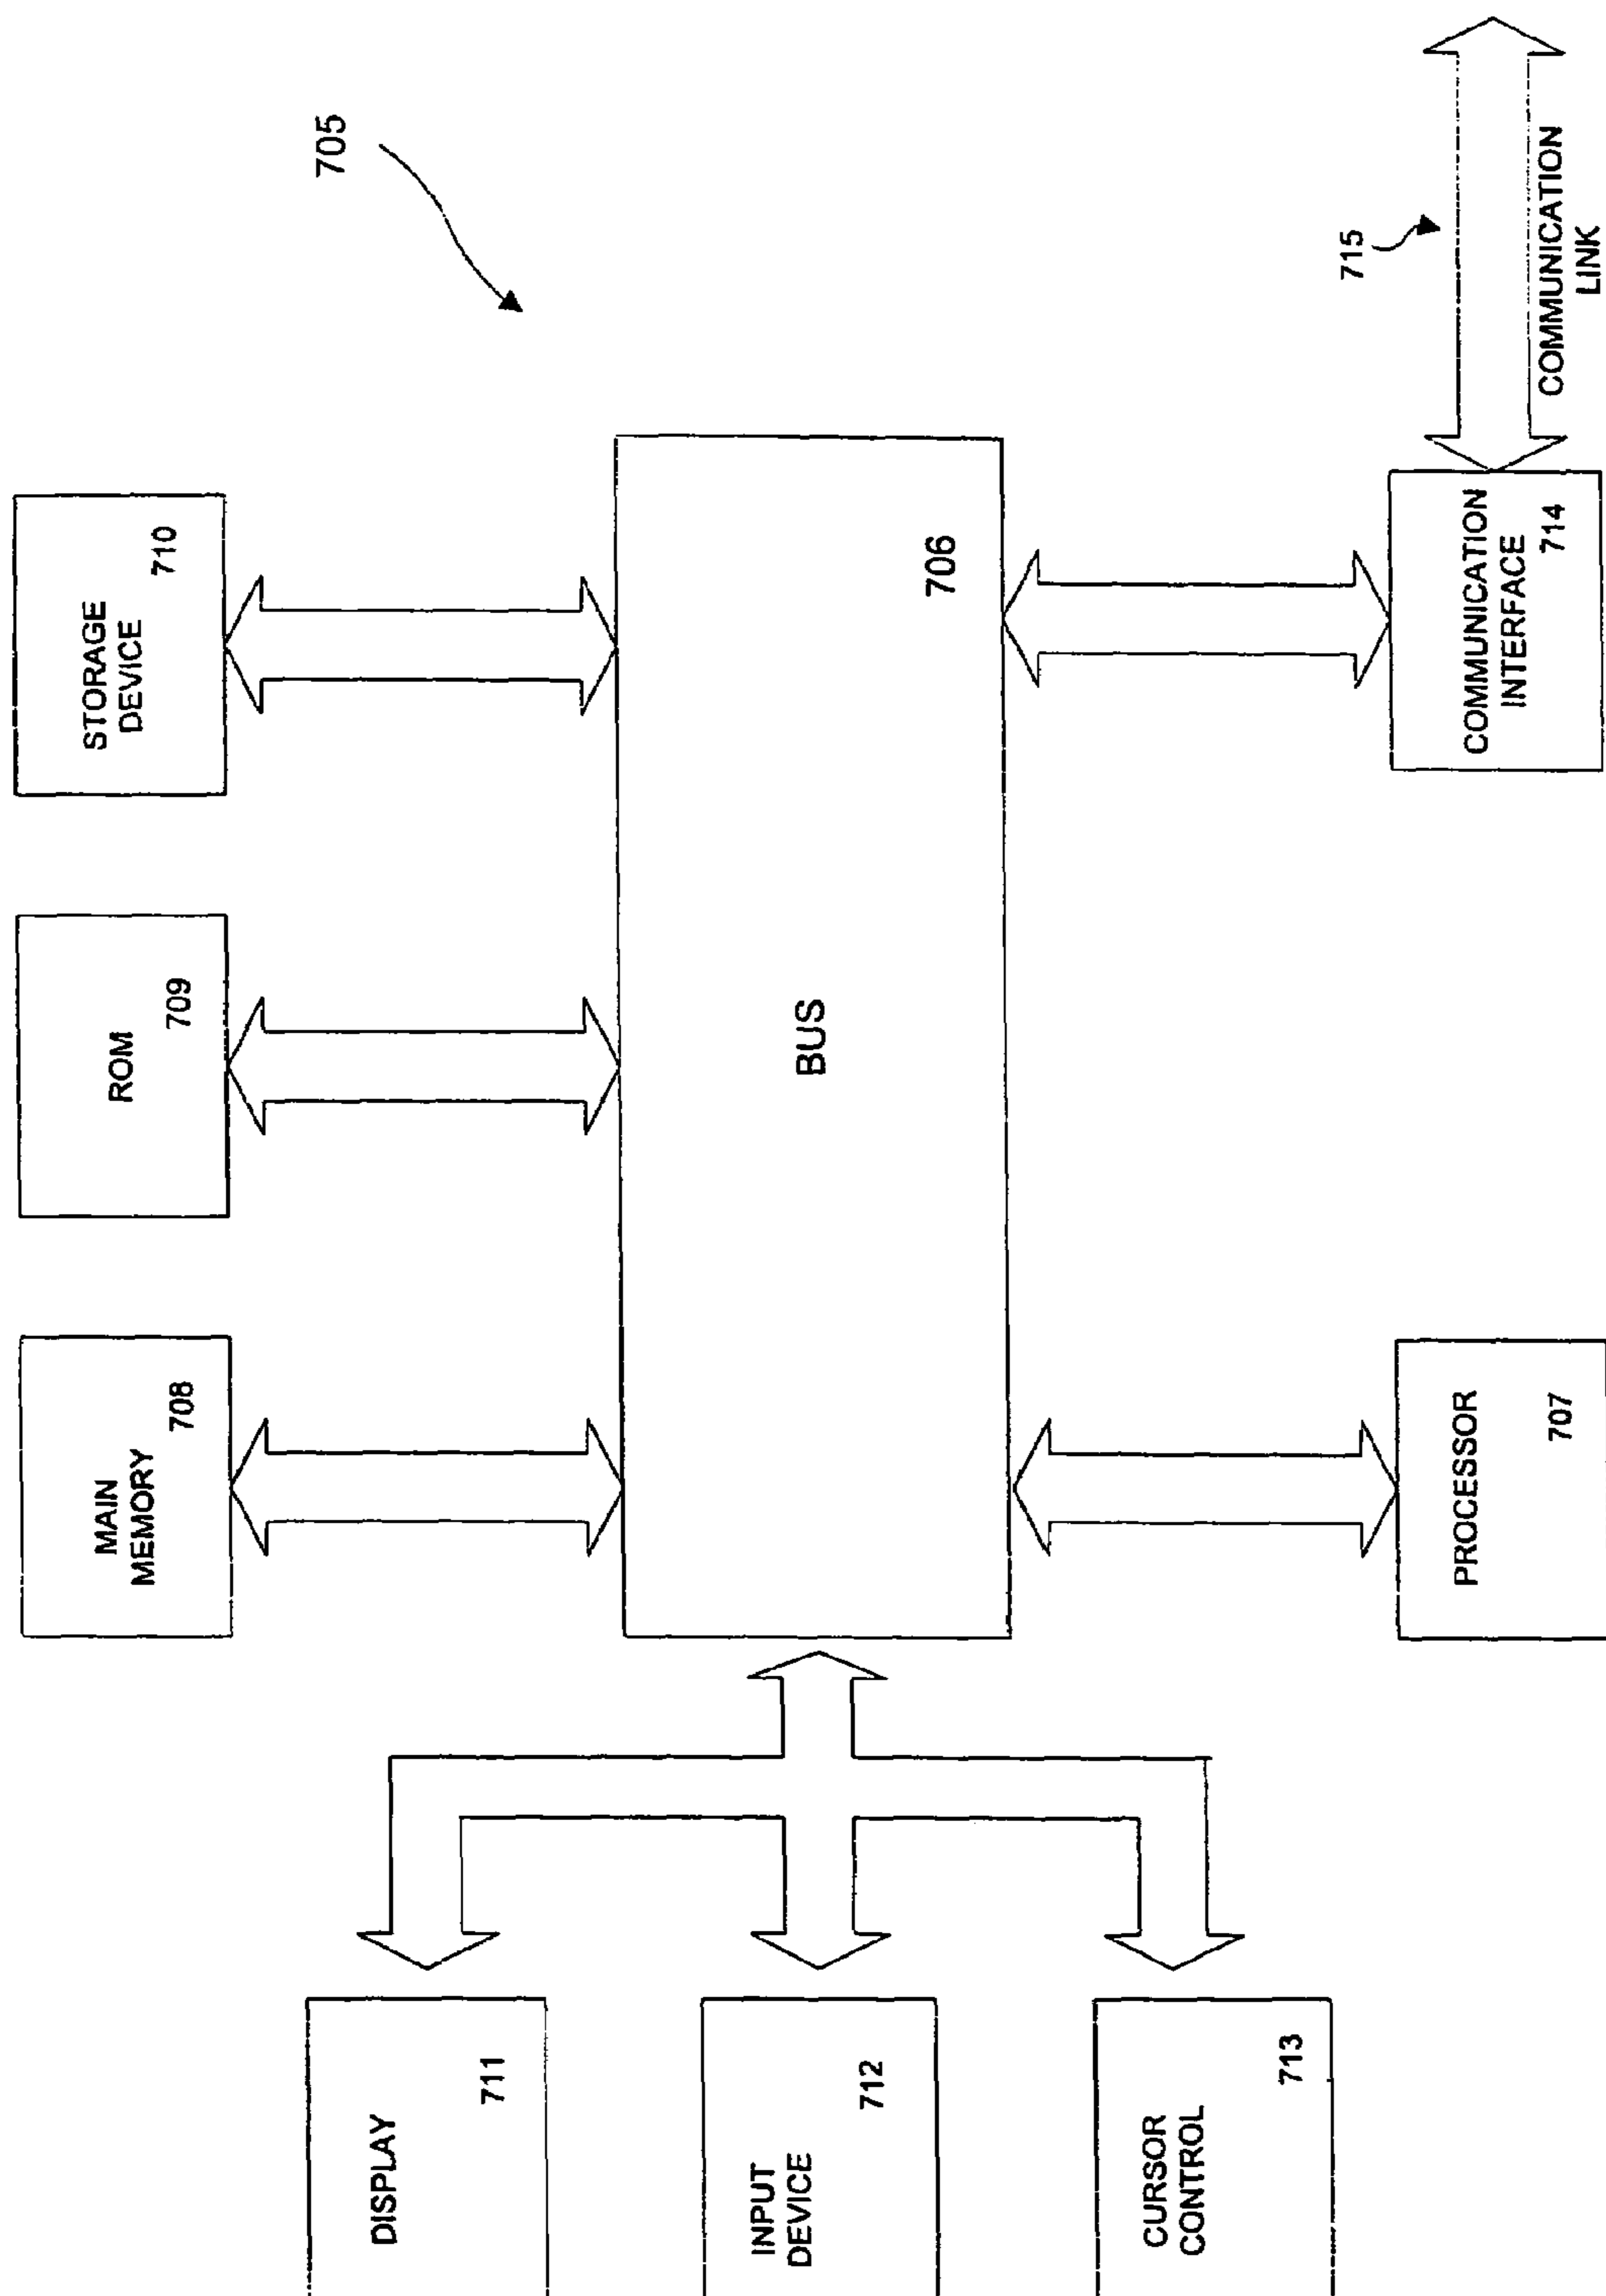 MAIN
MEMORY
708
ROM
709
STORAGE
DEVICE
710
705
DISPLAY
711
INPUT
DEVICE
712
CURSOR
CONTROL
713
BUS
706
PROCESSOR
707
COMMUNICATION
INTERFACE
714
715
COMMUNICATION
LINK